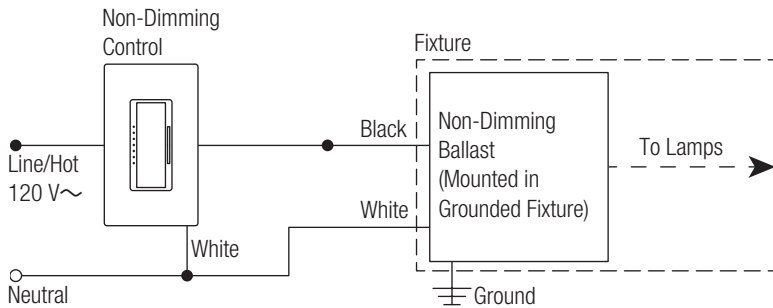 Non-Dimming
Control
Fixture
Line/Hot
120 V~
Black
Non-Dimming
Ballast
(Mounted in
Grounded Fixture)
To Lamps
White
White
Neutral
Ground